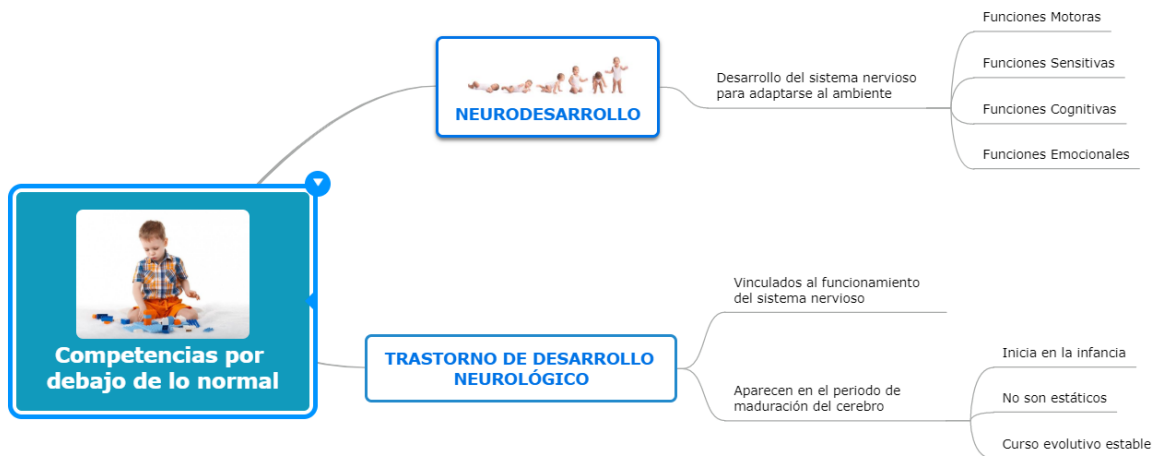 Competencias por
debajo de lo normal
NEURODESARROLLO
Desarrollo del sistema nervioso
para adaptarse al ambiente
Funciones Motoras
Funciones Sensitivas
Funciones Cognitivas
Funciones Emocionales
TRASTORNO DE DESARROLLO
NEUROLÓGICO
Vinculados al funcionamiento
del sistema nervioso
Aparecen en el periodo de
maduración del cerebro
Inicia en la infancia
No son estáticos
Curso evolutivo estable